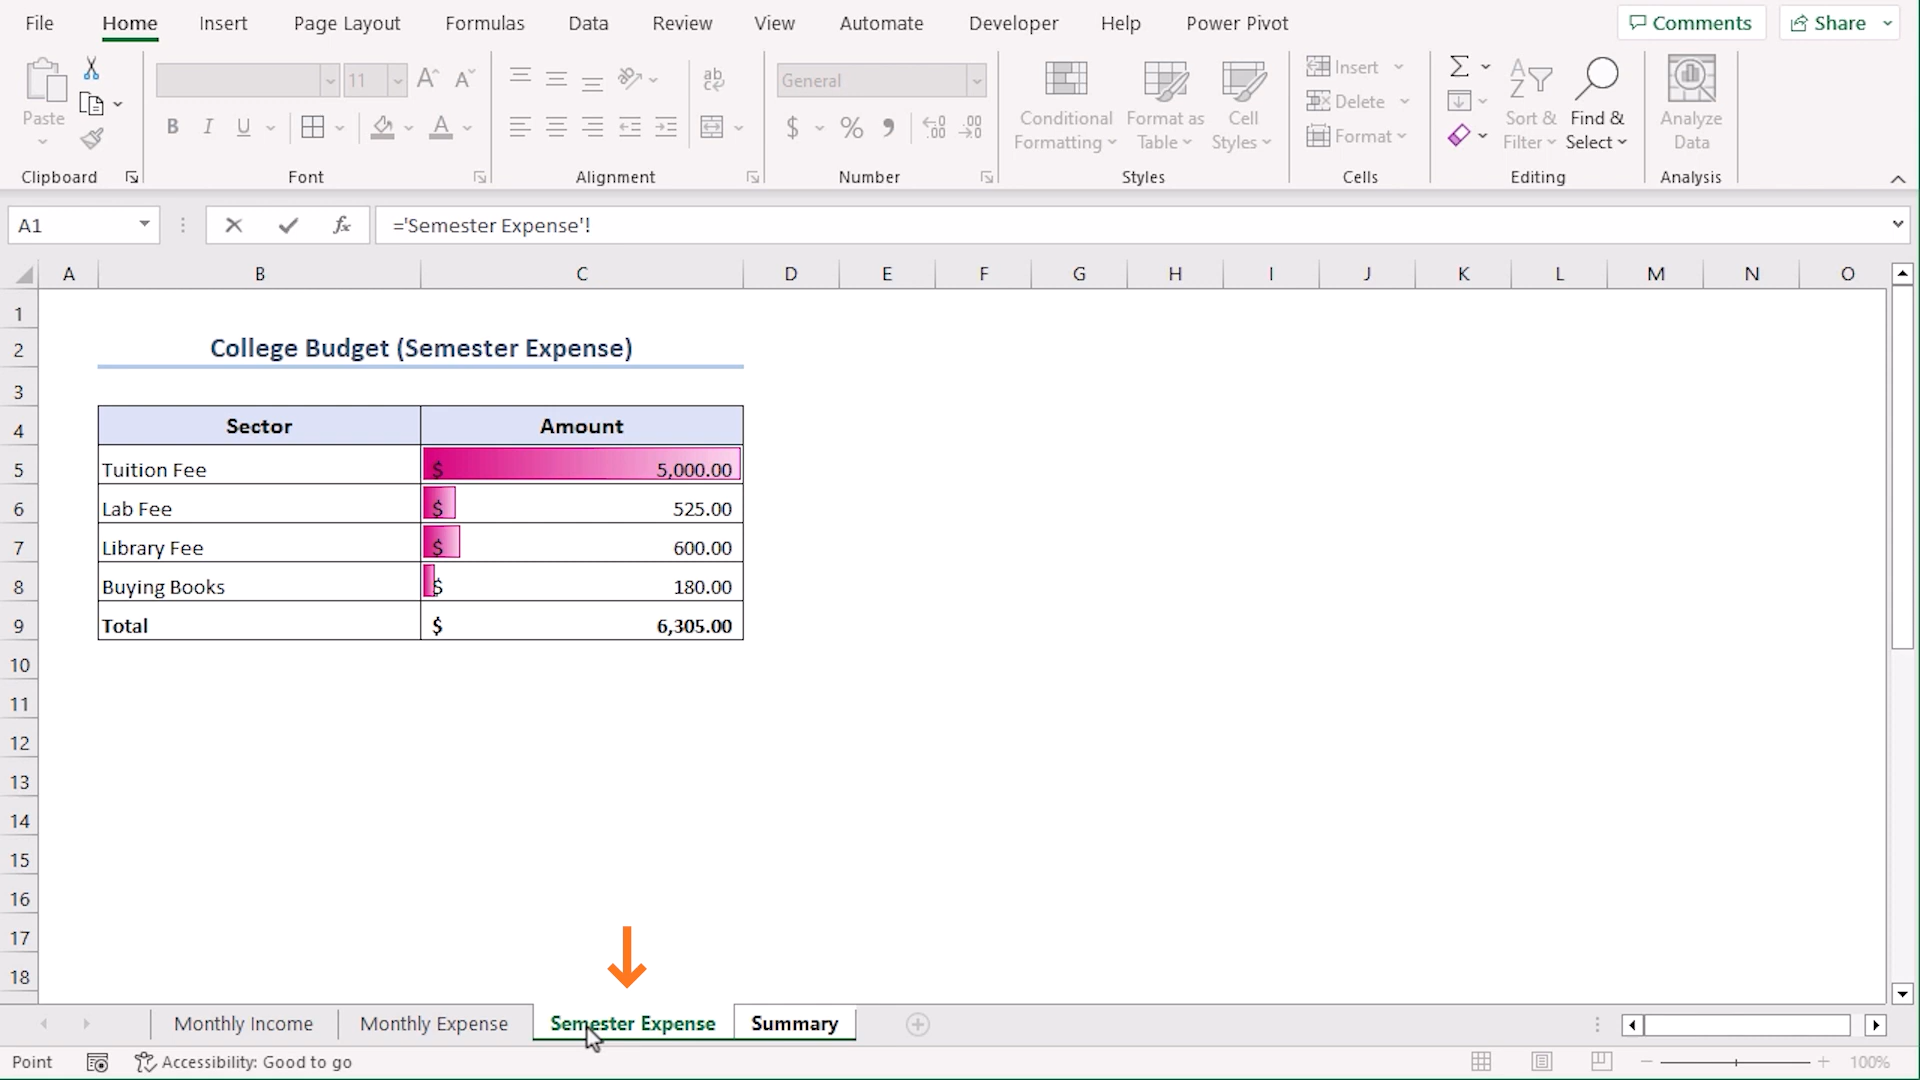 File Home Insert Page Layout Formulas Data Review View Automate Developer Help Power Pivot Comments Share
11 General Insert
Paste Conditional Format as Cell Delete Sort & Find & Analyze
B I U $ % Formatting Table Styles Format Filter Select Data
Clipboard Font Alignment Number Styles Cells Editing Analysis
A1 fx ='Semester Expense'!
A B C D E F G H I J K L M N O
1
2 College Budget (Semester Expense)
3
4 Sector Amount
5 Tuition Fee $ 5,000.00
6 Lab Fee $ 525.00
7 Library Fee $ 600.00
8 Buying Books $ 180.00
9 Total $ 6,305.00
10
11
12
13
14
15
16
17
18
Monthly Income Monthly Expense Semester Expense Summary
Point Accessibility: Good to go 100%